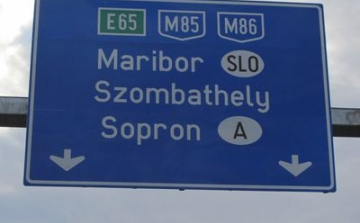 E65 M85 M86
Maribor SLO
Szombathely
Sopron A